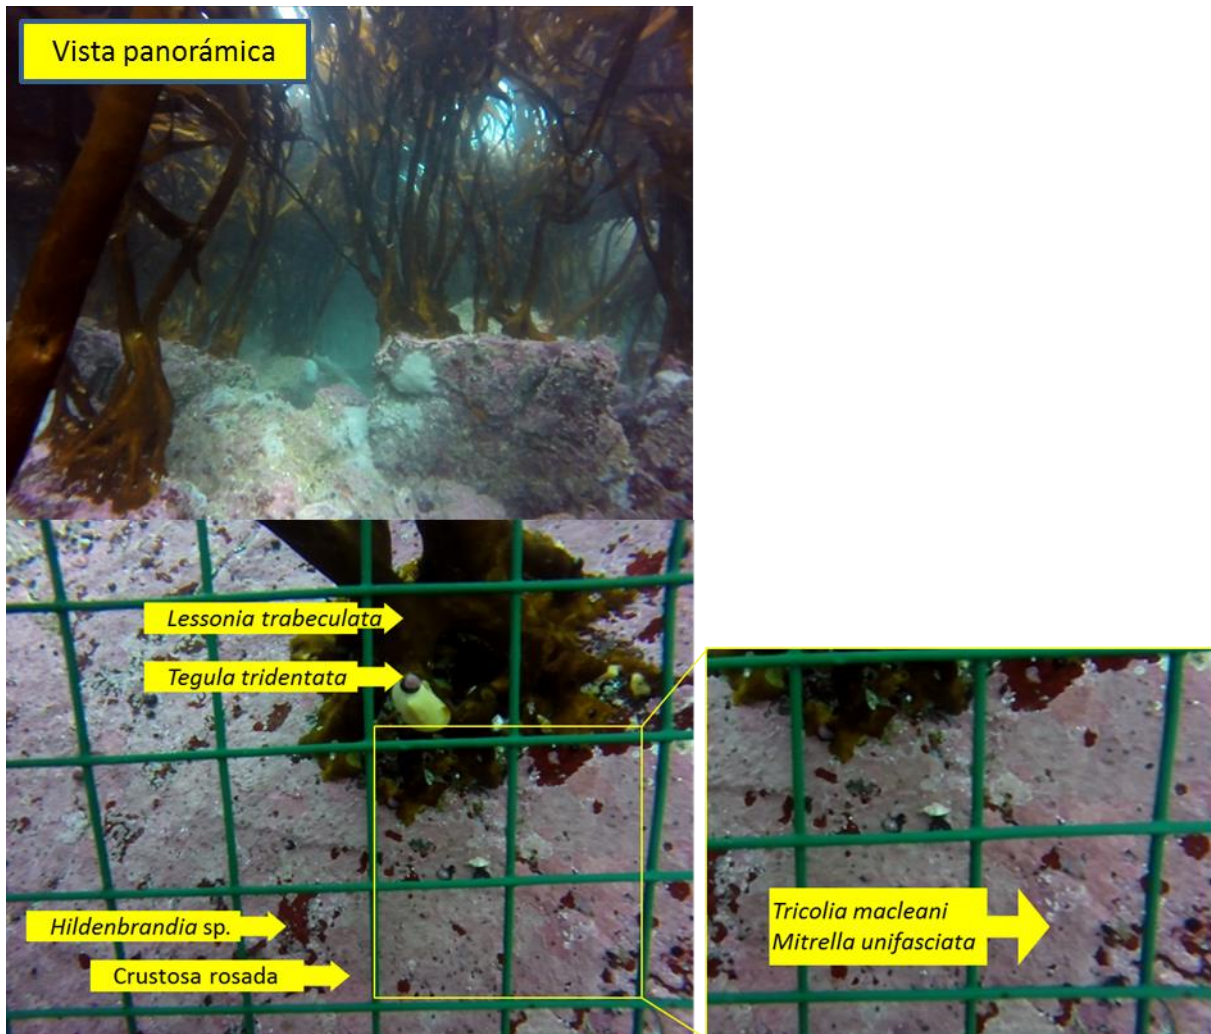 Vista panorámica
Lessonia trabeculata
Tegula tridentata
Hildenbrandia sp.
Crustosa rosada
Tricolia macleani
Mitrella unifasciata